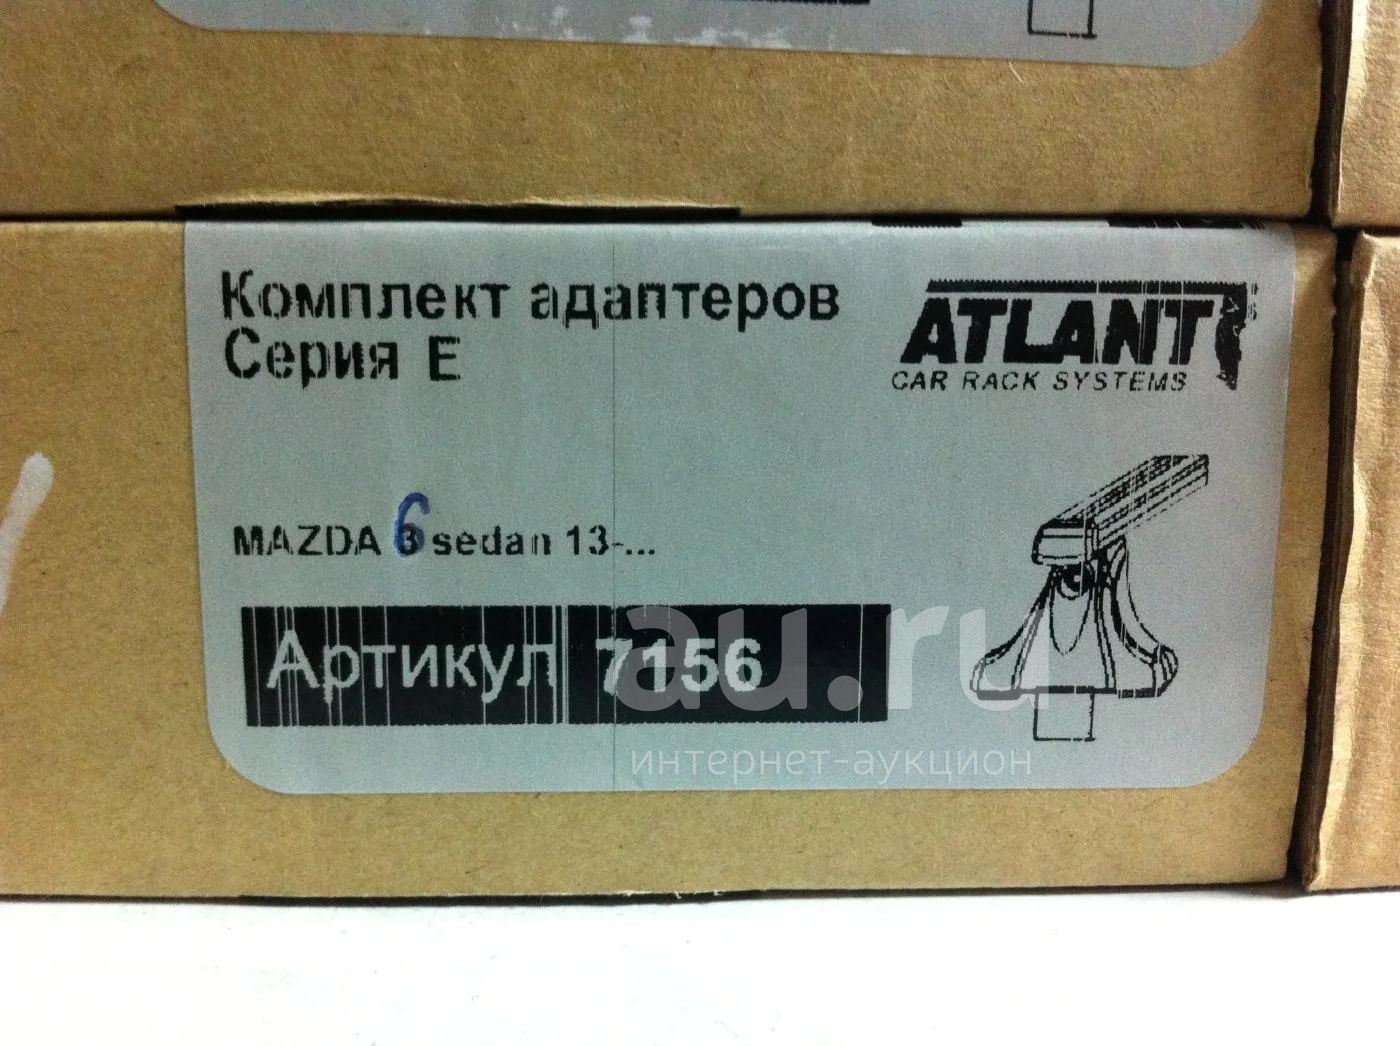 Комплект адаптеров
Серия E
ATLANT
CAR RACK SYSTEMS
MAZDA 6 sedan 13-...
Артикул 7156
au.ru
интернет-аукцион